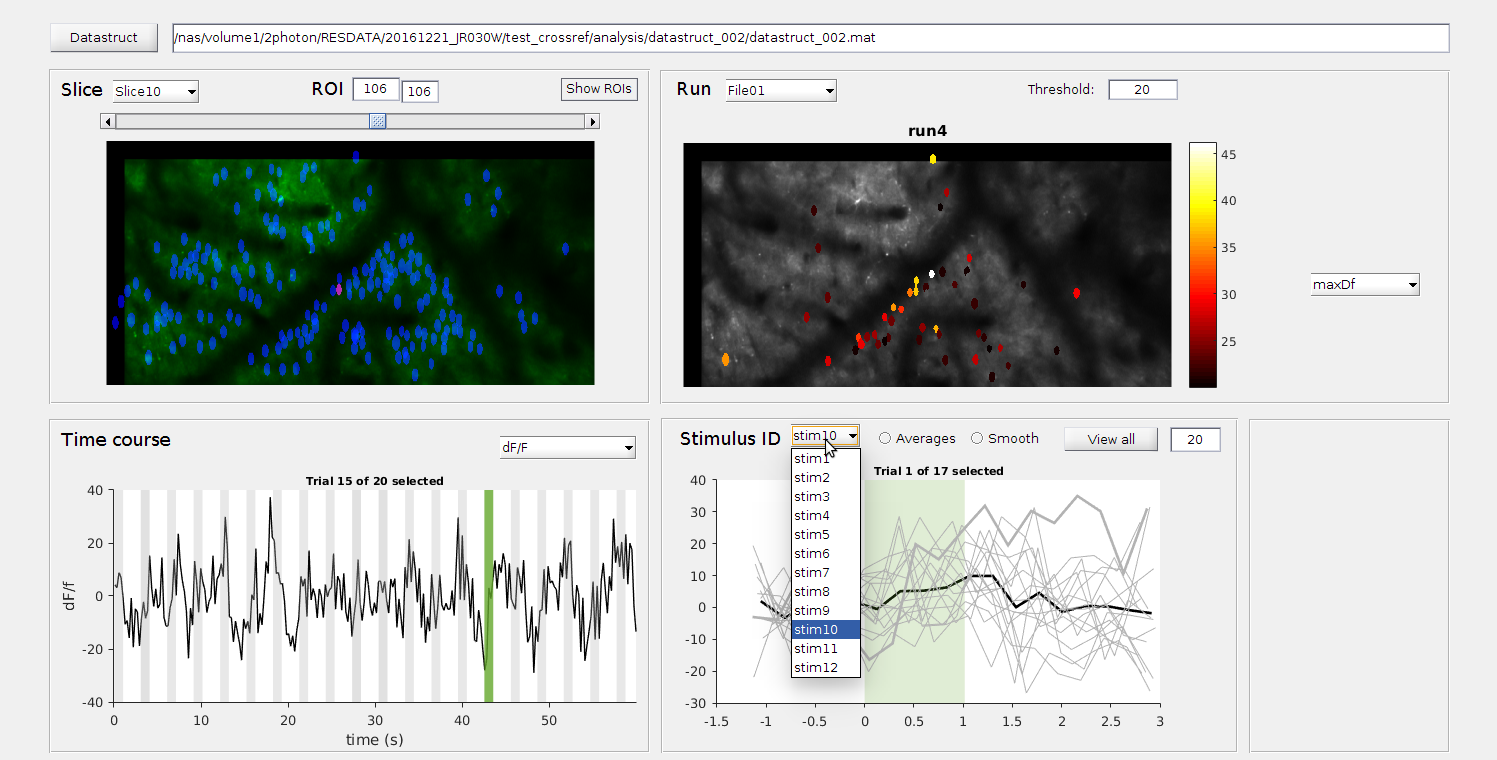 Datastruct /nas/volume1/2photon/RESDATA/20161221_JR030W/test_crossref/analysis/datastruct_002/datastruct_002.mat
Slice Slice10 ROI 106 106 Show ROIs
Run File01 Threshold: 20
run4
45
40
35
30
25
maxDf
Time course
dF/F
Trial 15 of 20 selected
40
20
0
-20
-40
dF/f
0 10 20 30 40 50
time (s)
Stimulus ID stim10 Averages Smooth View all 20
stim1
stim2
stim3
stim4
stim5
stim6
stim7
stim8
stim9
stim10
stim11
stim12
Trial 1 of 17 selected
40
30
20
10
0
-10
-20
-30
-1.5 -1 -0.5 0 0.5 1 1.5 2 2.5 3